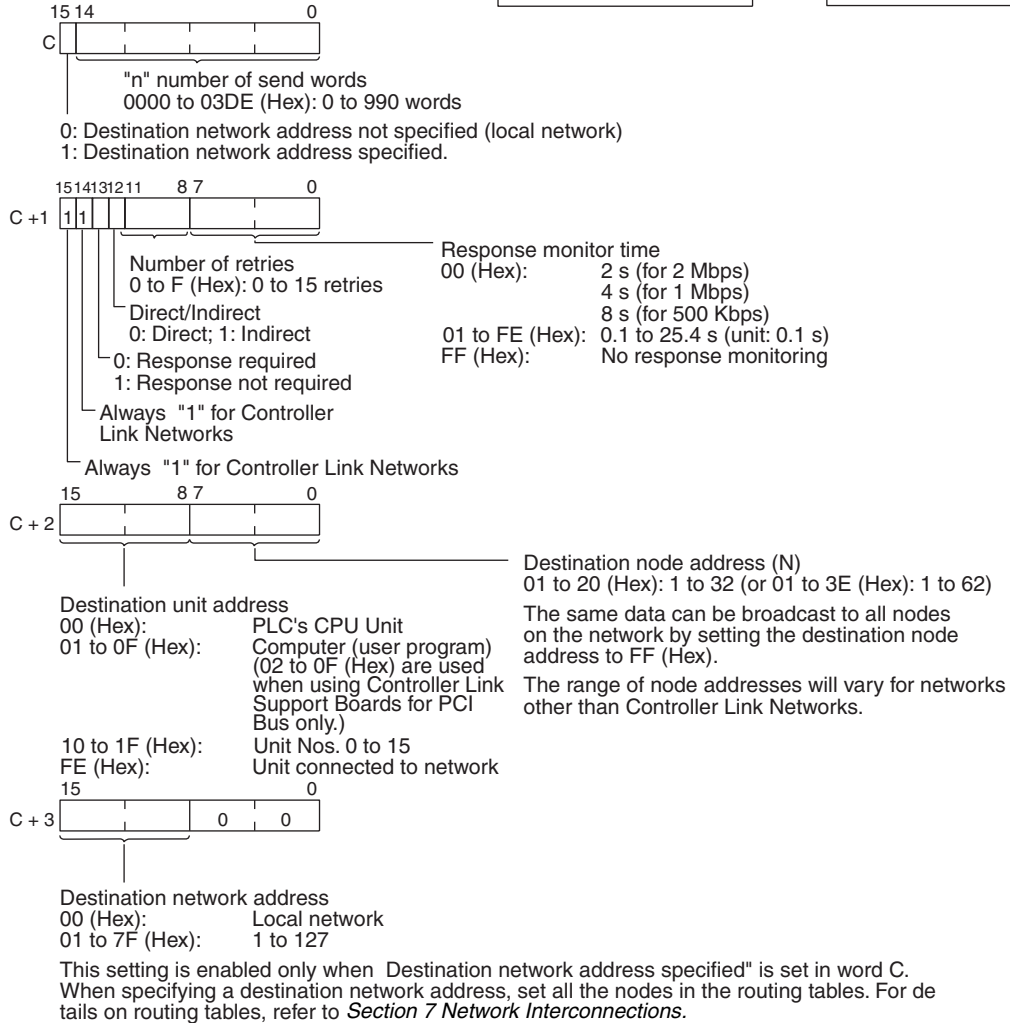 15 14 0
C
"n" number of send words
0000 to 03DE (Hex): 0 to 990 words
0: Destination network address not specified (local network)
1: Destination network address specified.
15 14 13 12 11 8 7 0
C +1 1 1
Response monitor time
00 (Hex): 2 s (for 2 Mbps)
4 s (for 1 Mbps)
8 s (for 500 Kbps)
01 to FE (Hex): 0.1 to 25.4 s (unit: 0.1 s)
FF (Hex): No response monitoring
Number of retries
0 to F (Hex): 0 to 15 retries
Direct/Indirect
0: Direct; 1: Indirect
0: Response required
1: Response not required
Always "1" for Controller
Link Networks
Always "1" for Controller Link Networks
15 8 7 0
C + 2
Destination node address (N)
01 to 20 (Hex): 1 to 32 (or 01 to 3E (Hex): 1 to 62)
The same data can be broadcast to all nodes
on the network by setting the destination node
address to FF (Hex).
The range of node addresses will vary for networks
other than Controller Link Networks.
Destination unit address
00 (Hex): PLC's CPU Unit
01 to 0F (Hex): Computer (user program)
(02 to 0F (Hex) are used
when using Controller Link
Support Boards for PCI
Bus only.)
10 to 1F (Hex): Unit Nos. 0 to 15
FE (Hex): Unit connected to network
15 0
C + 3 0 0
Destination network address
00 (Hex): Local network
01 to 7F (Hex): 1 to 127
This setting is enabled only when Destination network address specified" is set in word C.
When specifying a destination network address, set all the nodes in the routing tables. For de
tails on routing tables, refer to Section 7 Network Interconnections.